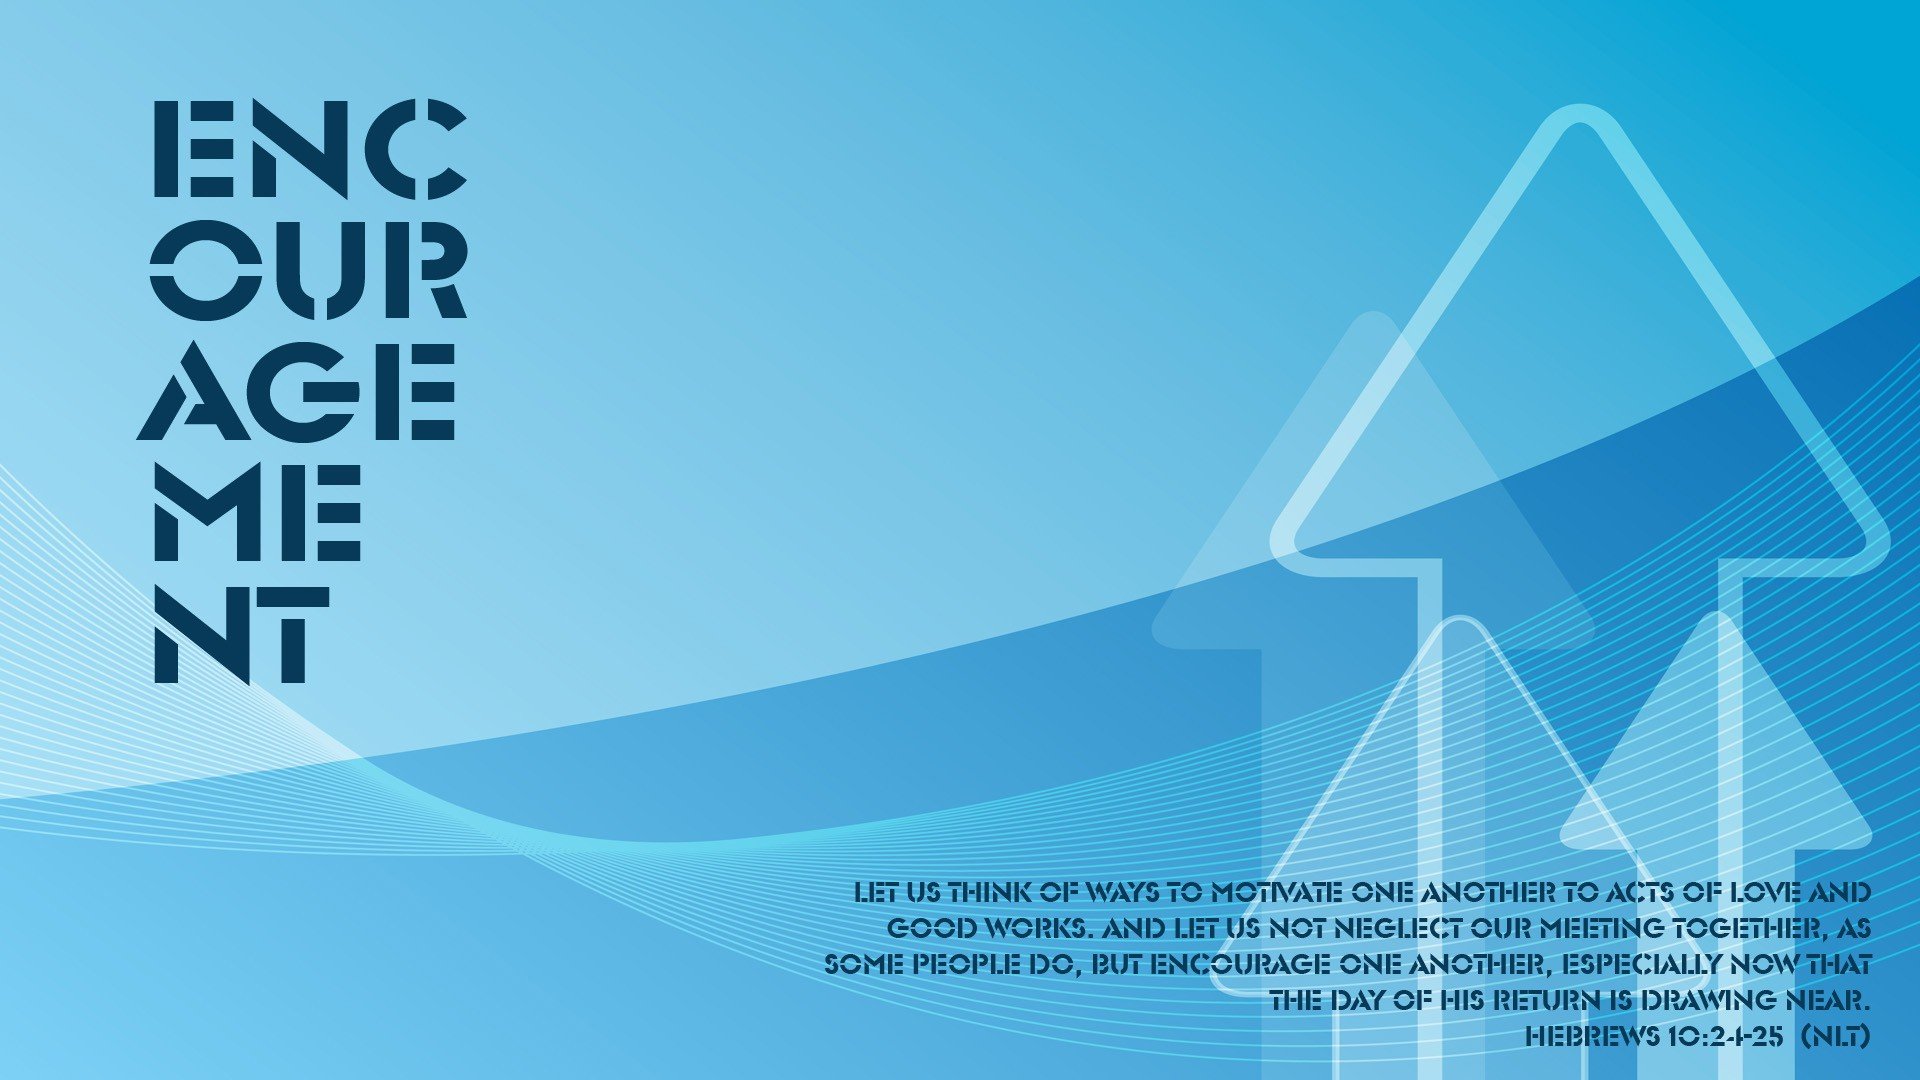 ENC
OUR
AGE
ME
NT
LET US THINK OF WAYS TO MOTIVATE ONE ANOTHER TO ACTS OF LOVE AND
GOOD WORKS. AND LET US NOT NEGLECT OUR MEETING TOGETHER, AS
SOME PEOPLE DO, BUT ENCOURAGE ONE ANOTHER, ESPECIALLY NOW THAT
THE DAY OF HIS RETURN IS DRAWING NEAR.
HEBREWS 10:24-25 (NLT)